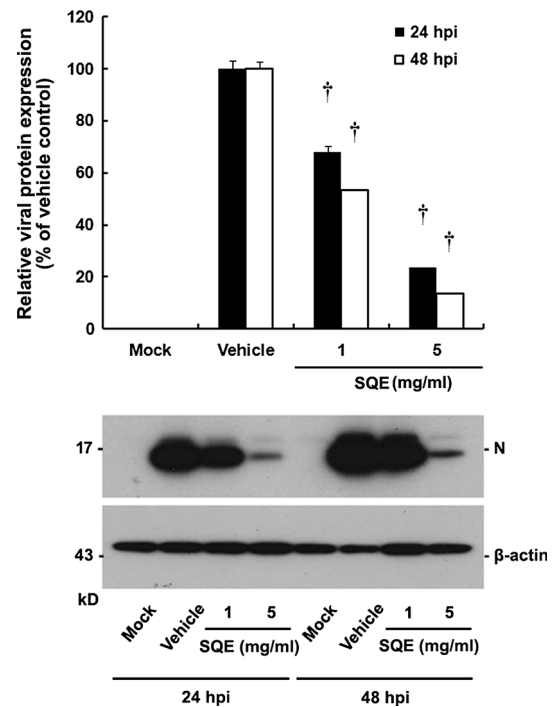 Relative viral protein expression
(% of vehicle control)
120
100
80
60
40
20
0
24 hpi
48 hpi
†
†
†
†
Mock
Vehicle
1
5
SQE (mg/ml)
17
N
43
β-actin
kD
Mock
Vehicle
1
5
SQE (mg/ml)
Mock
Vehicle
1
5
SQE (mg/ml)
24 hpi
48 hpi